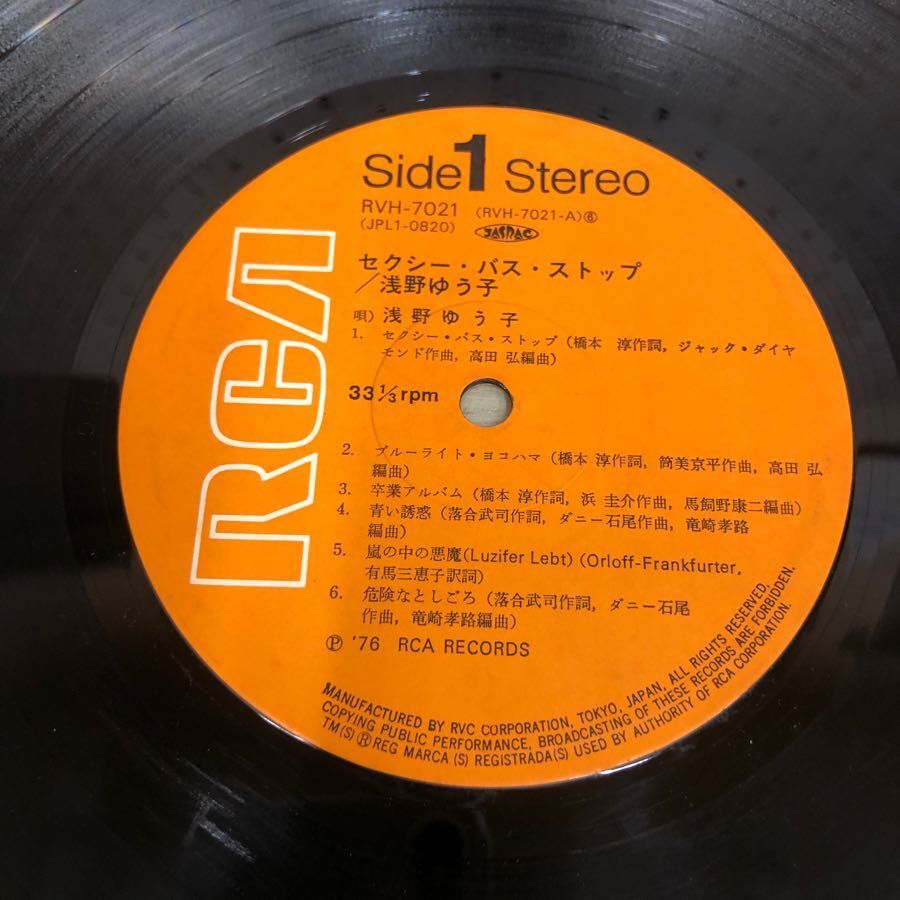 RCA
Side 1 Stereo
RVH-7021 (RVH-7021-A)⑥
(JPL1-0820) JASRAC
セクシー・バス・ストップ
／浅野ゆう子
唄) 浅野ゆう子
1. セクシー・バス・ストップ (橋本 淳作詞, ジャック・ダイヤ
モンド作曲, 高田 弘編曲)
33 1/3 rpm
2. ブルーライト・ヨコハマ (橋本 淳作詞, 筒美京平作曲, 高田 弘
編曲)
3. 卒業アルバム (橋本 淳作詞, 浜 圭介作曲, 馬飼野康二編曲)
4. 青い誘惑 (落合武司作詞, ダニー石尾作曲, 竜崎孝路
編曲)
5. 嵐の中の悪魔(Luzifer Lebt) (Orloff-Frankfurter,
有馬三恵子訳詞)
6. 危険なとしごろ (落合武司作詞, ダニー石尾
作曲, 竜崎孝路編曲)
℗ '76 RCA RECORDS
MANUFACTURED BY RVC CORPORATION, TOKYO, JAPAN, ALL RIGHTS RESERVED,
COPYING PUBLIC PERFORMANCE, BROADCASTING OF THESE RECORDS ARE FORBIDDEN.
TM(S) ® REG MARCA (S) REGISTRADA(S) USED BY AUTHORITY OF RCA CORPORATION.